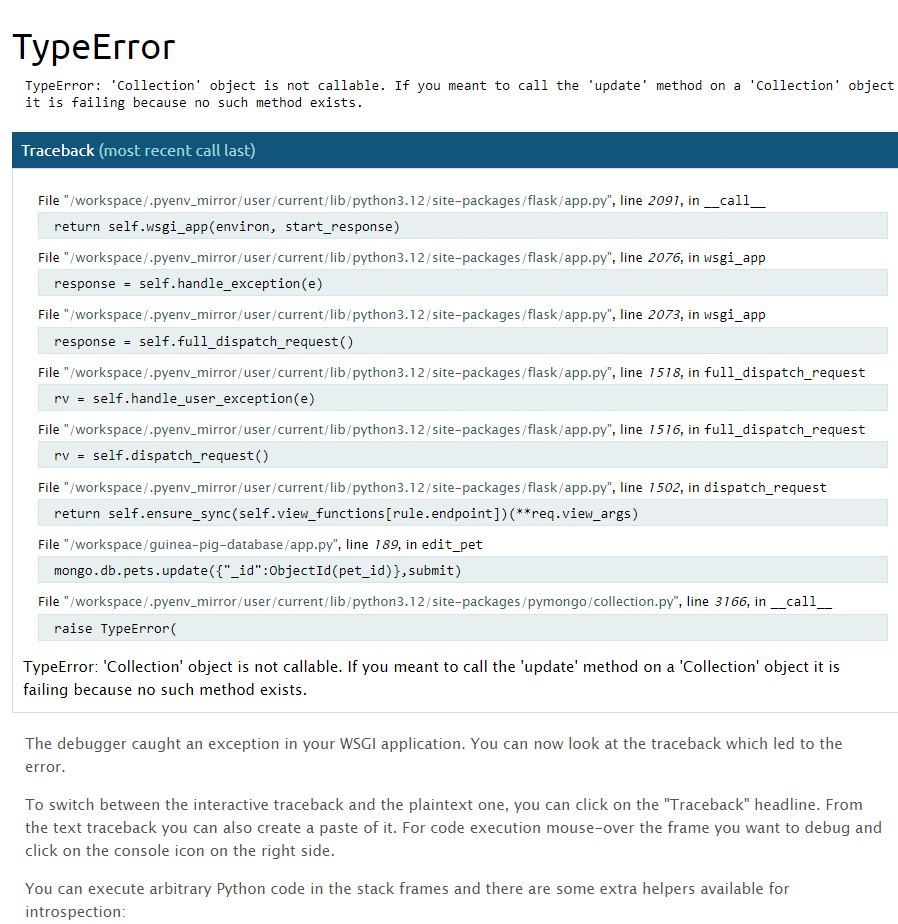 TypeError
TypeError: 'Collection' object is not callable. If you meant to call the 'update' method on a 'Collection' object
it is failing because no such method exists.
Traceback (most recent call last)
File "/workspace/.pyenv_mirror/user/current/lib/python3.12/site-packages/flask/app.py", line 2091, in __call__
return self.wsgi_app(environ, start_response)
File "/workspace/.pyenv_mirror/user/current/lib/python3.12/site-packages/flask/app.py", line 2076, in wsgi_app
response = self.handle_exception(e)
File "/workspace/.pyenv_mirror/user/current/lib/python3.12/site-packages/flask/app.py", line 2073, in wsgi_app
response = self.full_dispatch_request()
File "/workspace/.pyenv_mirror/user/current/lib/python3.12/site-packages/flask/app.py", line 1518, in full_dispatch_request
rv = self.handle_user_exception(e)
File "/workspace/.pyenv_mirror/user/current/lib/python3.12/site-packages/flask/app.py", line 1516, in full_dispatch_request
rv = self.dispatch_request()
File "/workspace/.pyenv_mirror/user/current/lib/python3.12/site-packages/flask/app.py", line 1502, in dispatch_request
return self.ensure_sync(self.view_functions[rule.endpoint])(**req.view_args)
File "/workspace/guinea-pig-database/app.py", line 189, in edit_pet
mongo.db.pets.update({"_id":ObjectId(pet_id)},submit)
File "/workspace/.pyenv_mirror/user/current/lib/python3.12/site-packages/pymongo/collection.py", line 3166, in __call__
raise TypeError(
TypeError: 'Collection' object is not callable. If you meant to call the 'update' method on a 'Collection' object it is
failing because no such method exists.
The debugger caught an exception in your WSGI application. You can now look at the traceback which led to the
error.
To switch between the interactive traceback and the plaintext one, you can click on the "Traceback" headline. From
the text traceback you can also create a paste of it. For code execution mouse-over the frame you want to debug and
click on the console icon on the right side.
You can execute arbitrary Python code in the stack frames and there are some extra helpers available for
introspection: